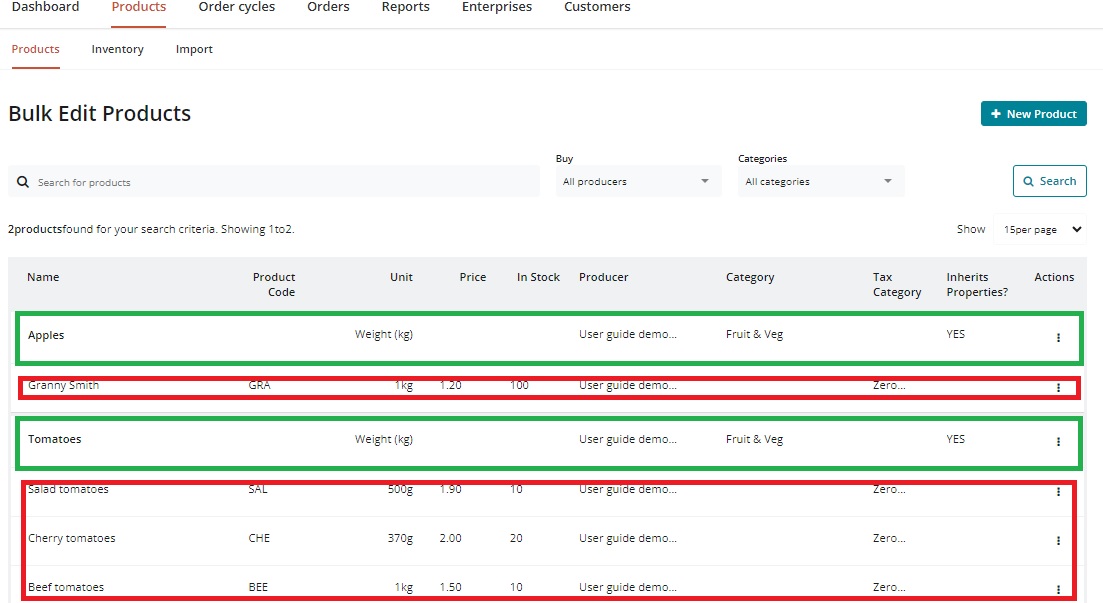 Dashboard Products Order cycles Orders Reports Enterprises Customers
Products Inventory Import
Bulk Edit Products
+ New Product
Buy Categories
Search for products All producers All categories Search
2productsfound for your search criteria. Showing 1to2.
Show 15per page
Name Product Code Unit Price In Stock Producer Category Tax Category Inherits Properties? Actions
Apples Weight (kg) User guide demo... Fruit & Veg YES
Granny Smith GRA 1kg 1.20 100 User guide demo... Zero...
Tomatoes Weight (kg) User guide demo... Fruit & Veg YES
Salad tomatoes SAL 500g 1.90 10 User guide demo... Zero...
Cherry tomatoes CHE 370g 2.00 20 User guide demo... Zero...
Beef tomatoes BEE 1kg 1.50 10 User guide demo... Zero...